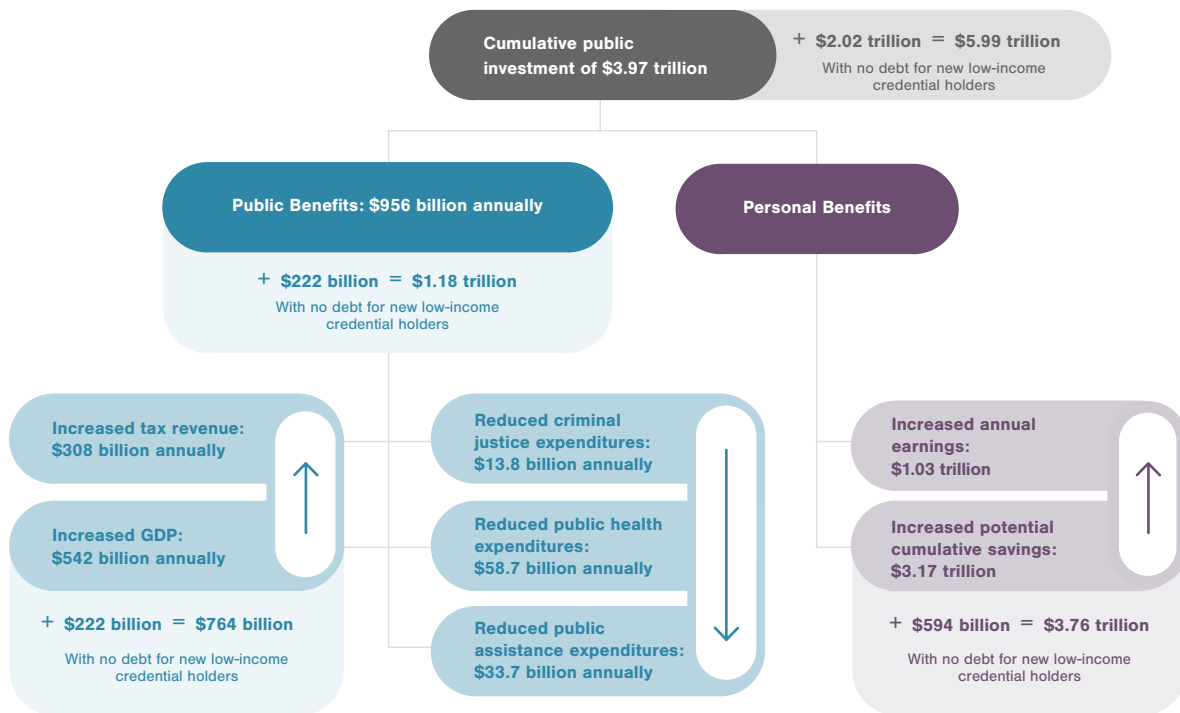 Cumulative public
investment of $3.97 trillion
+ $2.02 trillion = $5.99 trillion
With no debt for new low-income
credential holders
Public Benefits: $956 billion annually
+ $222 billion = $1.18 trillion
With no debt for new low-income
credential holders
Personal Benefits
Increased tax revenue:
$308 billion annually
Increased GDP:
$542 billion annually
+ $222 billion = $764 billion
With no debt for new low-income
credential holders
Reduced criminal
justice expenditures:
$13.8 billion annually
Reduced public health
expenditures:
$58.7 billion annually
Reduced public
assistance expenditures:
$33.7 billion annually
Increased annual
earnings:
$1.03 trillion
Increased potential
cumulative savings:
$3.17 trillion
+ $594 billion = $3.76 trillion
With no debt for new low-income
credential holders